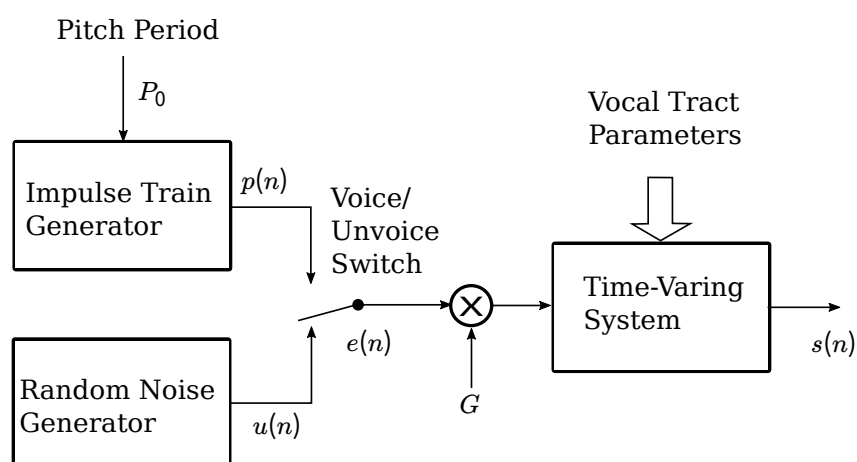 Pitch Period
P0
Vocal Tract
Parameters
Impulse Train
Generator
p(n)
Voice/
Unvoice
Switch
Time-Varing
System
e(n)
s(n)
Random Noise
Generator
u(n)
G